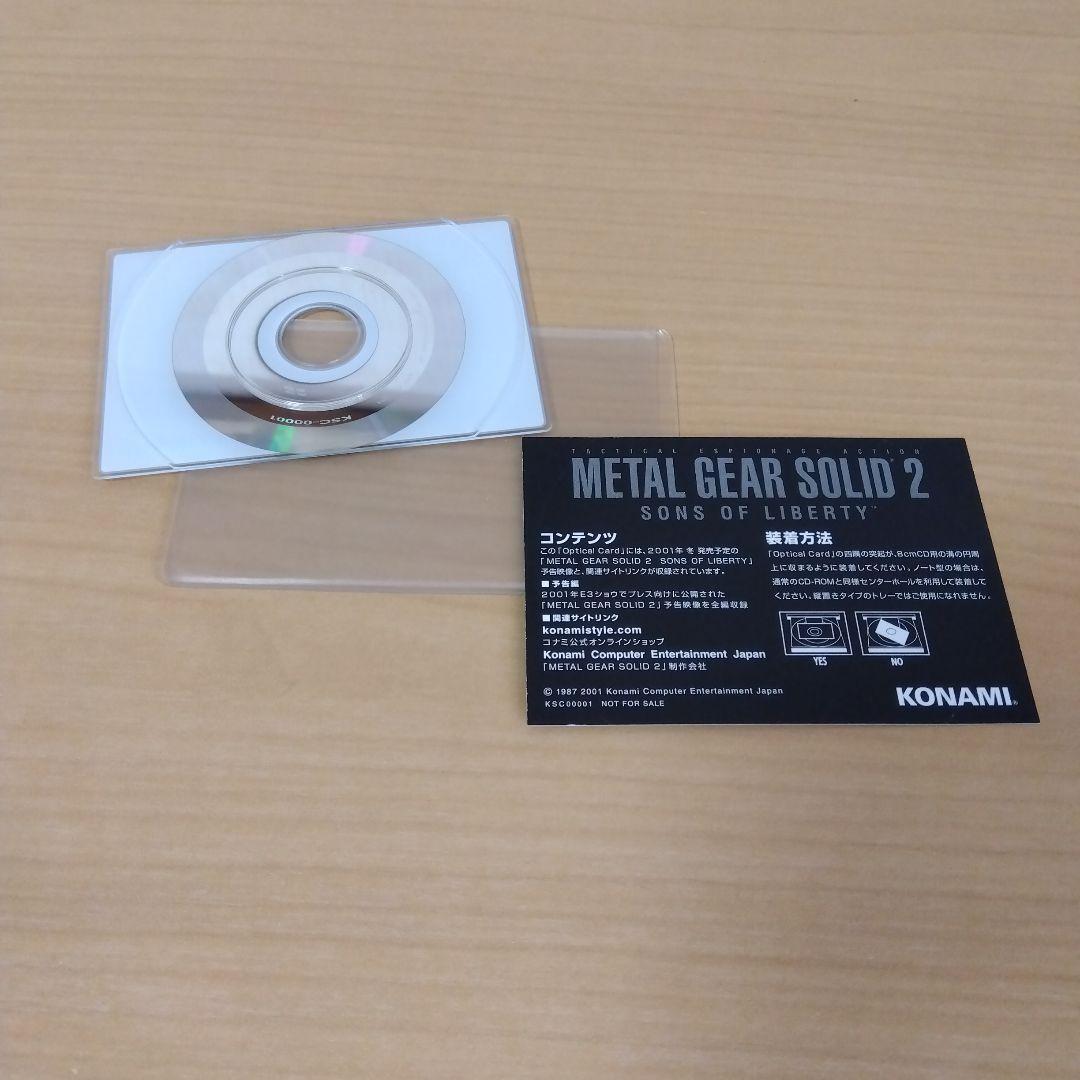 KSC-00001
TACTICAL ESPIONAGE ACTION
METAL GEAR SOLID® 2
SONS OF LIBERTY™
コンテンツ
この「Optical Card」には、2001年 冬 発売予定の
「METAL GEAR SOLID 2 SONS OF LIBERTY」
予告映像と、関連サイトリンクが収録されています。
■予告編
2001年E3ショウでプレス向けに公開された
「METAL GEAR SOLID 2」予告映像を全編収録
■関連サイトリンク
konamistyle.com
コナミ公式オンラインショップ
Konami Computer Entertainment Japan
「METAL GEAR SOLID 2」制作会社
装着方法
「Optical Card」の四隅の突起が、8cmCD用の溝の円周
上に収まるように装着してください。ノート型の場合は、
通常のCD-ROMと同様センターホールを利用して装着して
ください。縦置きタイプのトレーではご使用になれません。
YES
NO
© 1987 2001 Konami Computer Entertainment Japan
KSC00001 NOT FOR SALE
KONAMI®